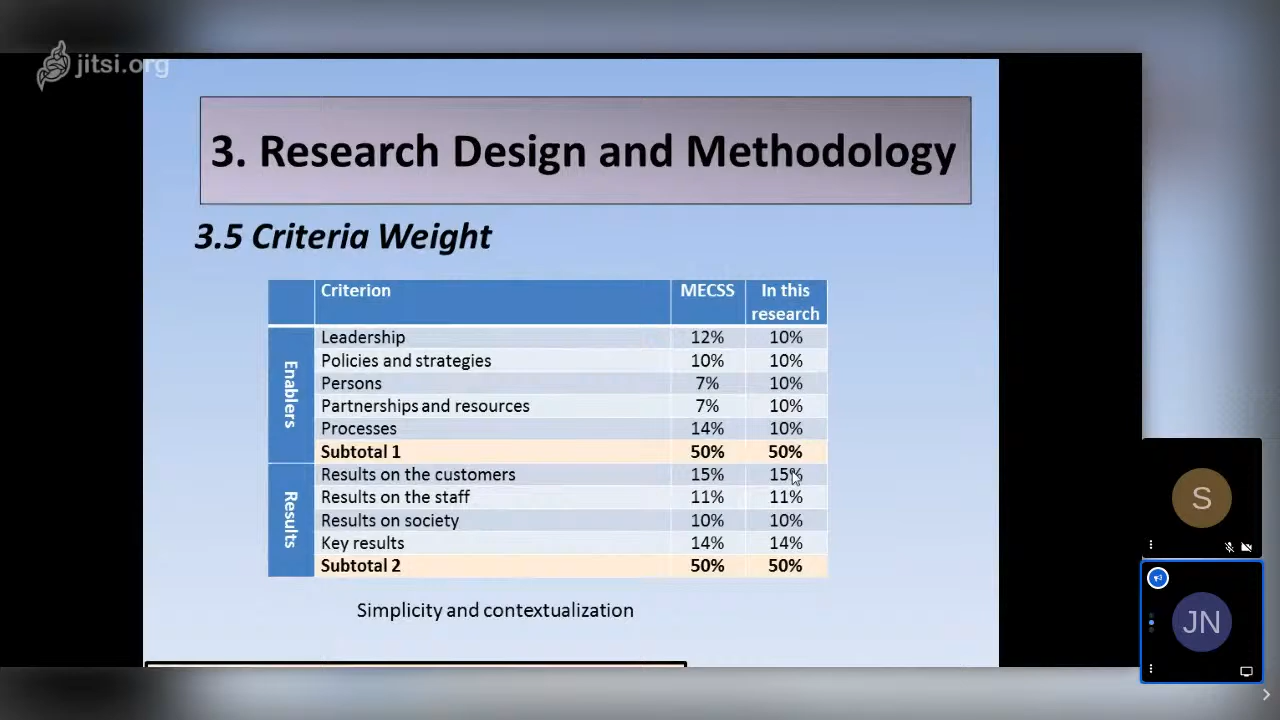 jitsi.org
3. Research Design and Methodology
3.5 Criteria Weight
Criterion MECSS In this research
Enablers
Leadership 12% 10%
Policies and strategies 10% 10%
Persons 7% 10%
Partnerships and resources 7% 10%
Processes 14% 10%
Subtotal 1 50% 50%
Results
Results on the customers 15% 15%
Results on the staff 11% 11%
Results on society 10% 10%
Key results 14% 14%
Subtotal 2 50% 50%
Simplicity and contextualization
S
JN